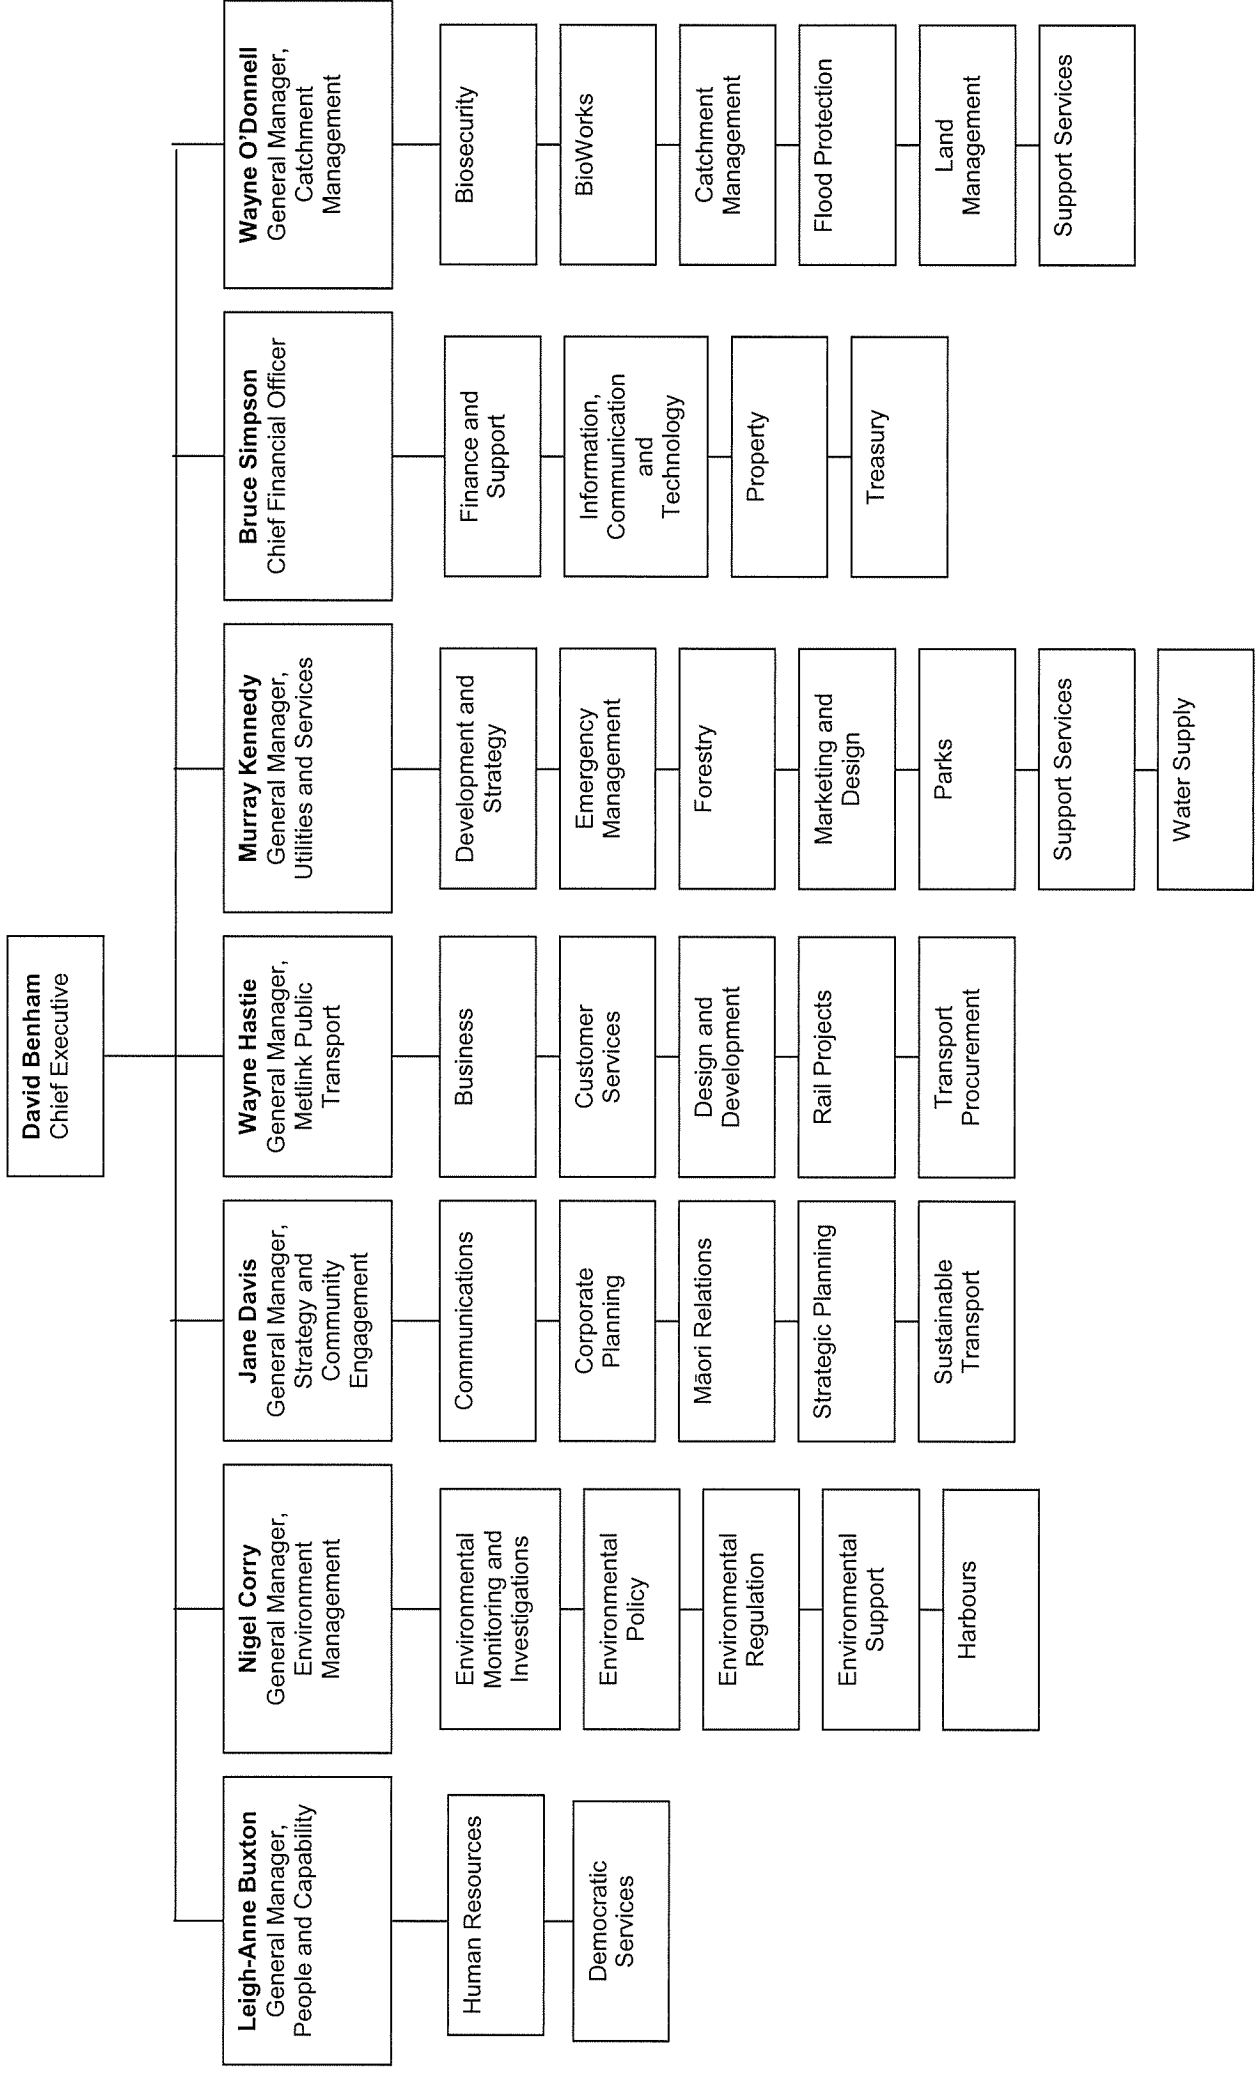 David Benham
Chief Executive
Leigh-Anne Buxton
General Manager,
People and Capability
Human Resources
Democratic
Services
Nigel Corry
General Manager,
Environment
Management
Environmental
Monitoring and
Investigations
Environmental
Policy
Environmental
Regulation
Environmental
Support
Harbours
Jane Davis
General Manager,
Strategy and
Community
Engagement
Communications
Corporate
Planning
Māori Relations
Strategic Planning
Sustainable
Transport
Wayne Hastie
General Manager,
Metlink Public
Transport
Business
Customer
Services
Design and
Development
Rail Projects
Transport
Procurement
Murray Kennedy
General Manager,
Utilities and Services
Development and
Strategy
Emergency
Management
Forestry
Marketing and
Design
Parks
Support Services
Water Supply
Bruce Simpson
Chief Financial Officer
Finance and
Support
Information,
Communication
and
Technology
Property
Treasury
Wayne O'Donnell
General Manager,
Catchment
Management
Biosecurity
BioWorks
Catchment
Management
Flood Protection
Land
Management
Support Services